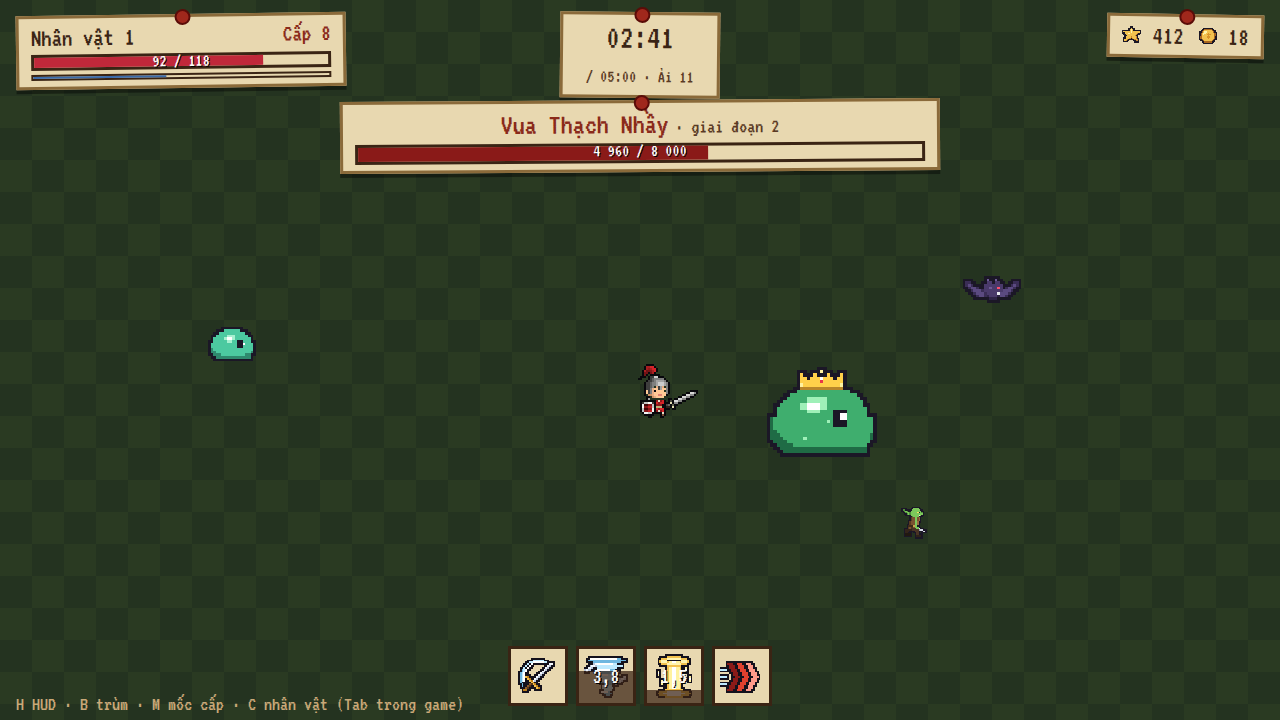 Nhân vật 1
Cấp 8
92 / 118
02:41
/ 05:00 · Ải 11
412
18
Vua Thạch Nhầy · giai đoạn 2
4 960 / 8 000
3,8
H HUD · B trùm · M mốc cấp · C nhân vật (Tab trong game)